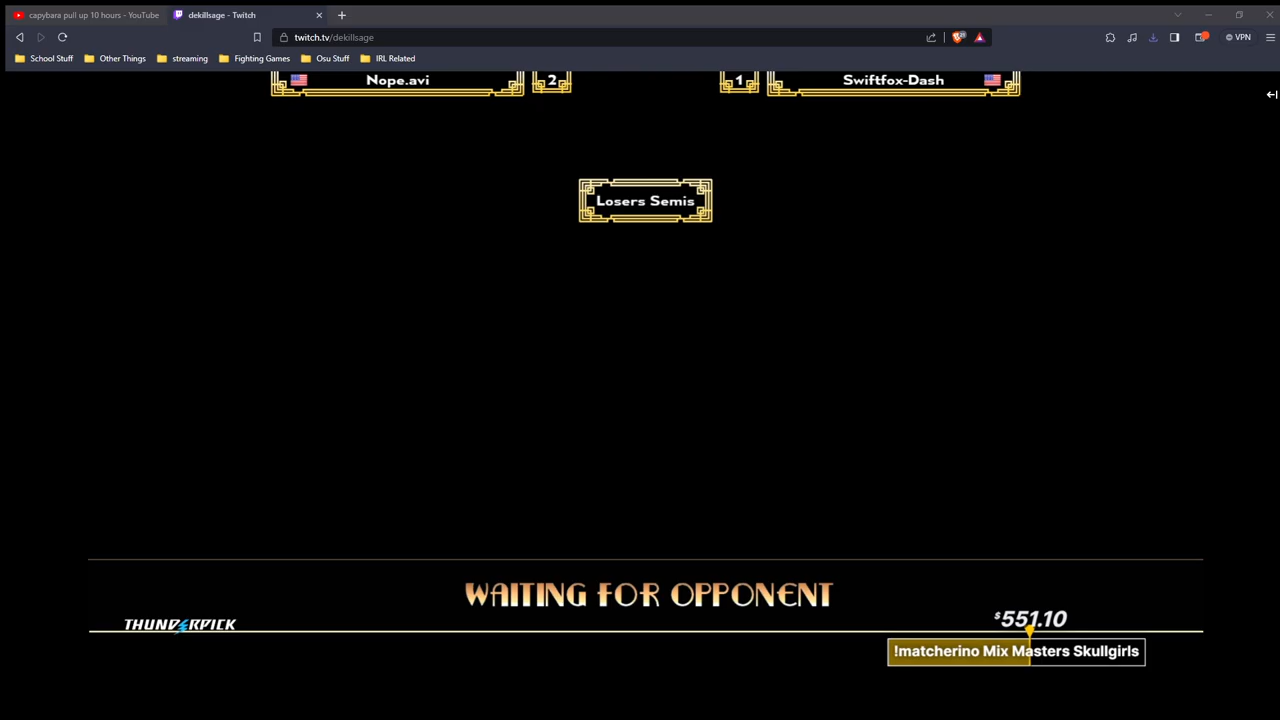 capybara pull up 10 hours - YouTube
dekillsage - Twitch
twitch.tv/dekillsage
VPN
School Stuff
Other Things
streaming
Fighting Games
Osu Stuff
IRL Related
Nope.avi
2
1
Swiftfox-Dash
Losers Semis
WAITING FOR OPPONENT
THUNDERPICK
$551.10
!matcherino Mix Masters Skullgirls